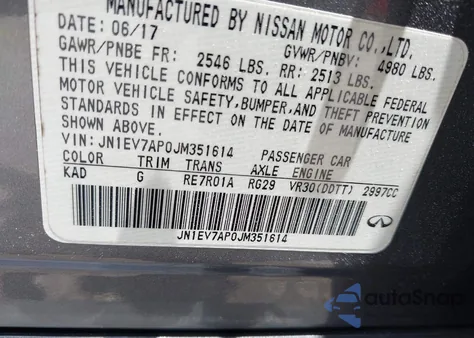 MANUFACTURED BY NISSAN MOTOR CO.,LTD.
DATE: 06/17 GVWR/PNBV: 4980 LBS.
GAWR/PNBE FR: 2546 LBS. RR: 2513 LBS.
THIS VEHICLE CONFORMS TO ALL APPLICABLE FEDERAL
MOTOR VEHICLE SAFETY,BUMPER,AND THEFT PREVENTION
STANDARDS IN EFFECT ON THE DATE OF MANUFACTURE
SHOWN ABOVE.
VIN: JN1EV7AP0JM351614 PASSENGER CAR
COLOR TRIM TRANS AXLE ENGINE
KAD G RE7R01A RG29 VR30(DDTT) 2997CC
JN1EV7AP0JM351614
autoSnap